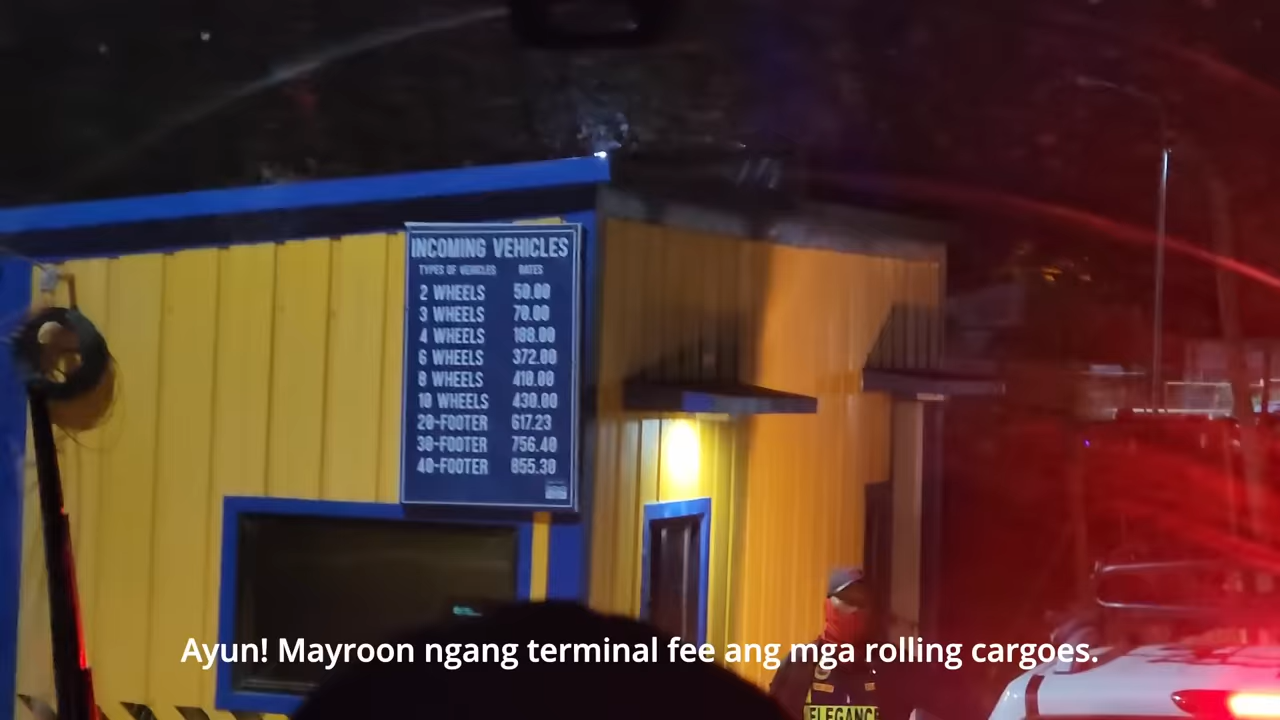 INCOMING VEHICLES
TYPES OF VEHICLES RATES
2 WHEELS 50.00
3 WHEELS 70.00
4 WHEELS 188.00
6 WHEELS 372.00
8 WHEELS 410.00
10 WHEELS 430.00
20-FOOTER 617.23
30-FOOTER 756.40
40-FOOTER 855.30
ELEGANC
Ayun! Mayroon ngang terminal fee ang mga rolling cargoes.